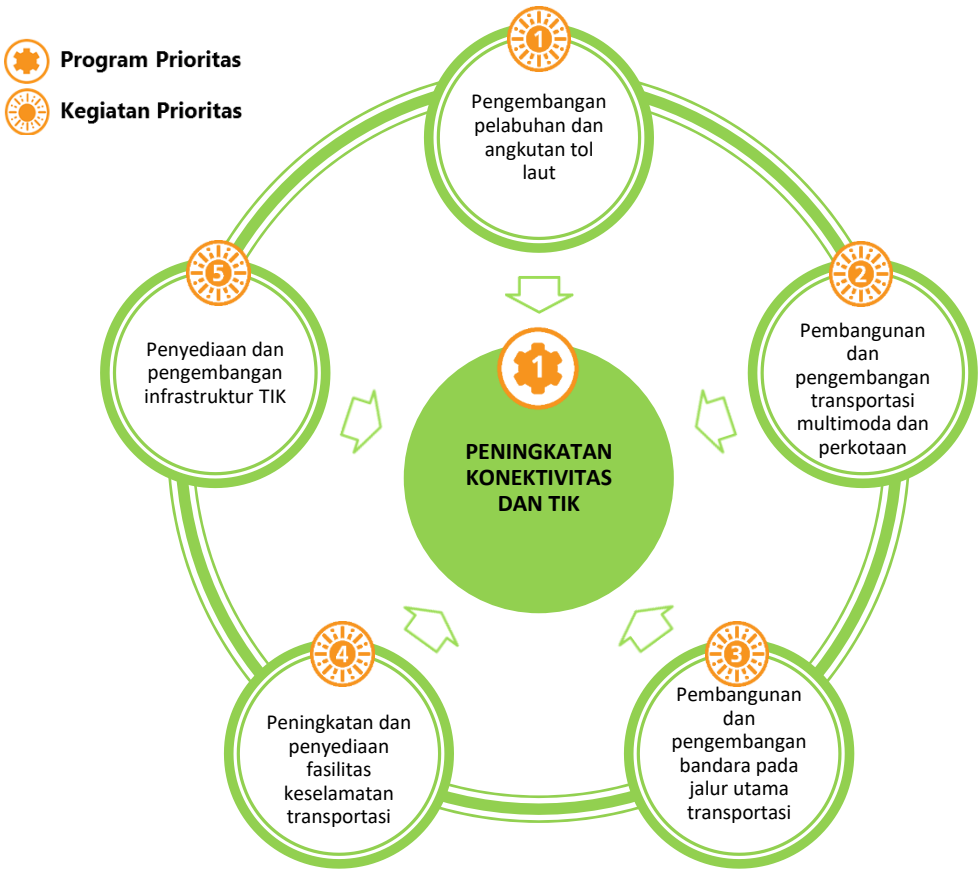 Program Prioritas
Kegiatan Prioritas
1
Pengembangan
pelabuhan dan
angkutan tol
laut
2
Pembangunan
dan
pengembangan
transportasi
multimoda dan
perkotaan
3
Pembangunan
dan
pengembangan
bandara pada
jalur utama
transportasi
4
Peningkatan dan
penyediaan
fasilitas
keselamatan
transportasi
5
Penyediaan dan
pengembangan
infrastruktur TIK
1
PENINGKATAN
KONEKTIVITAS
DAN TIK